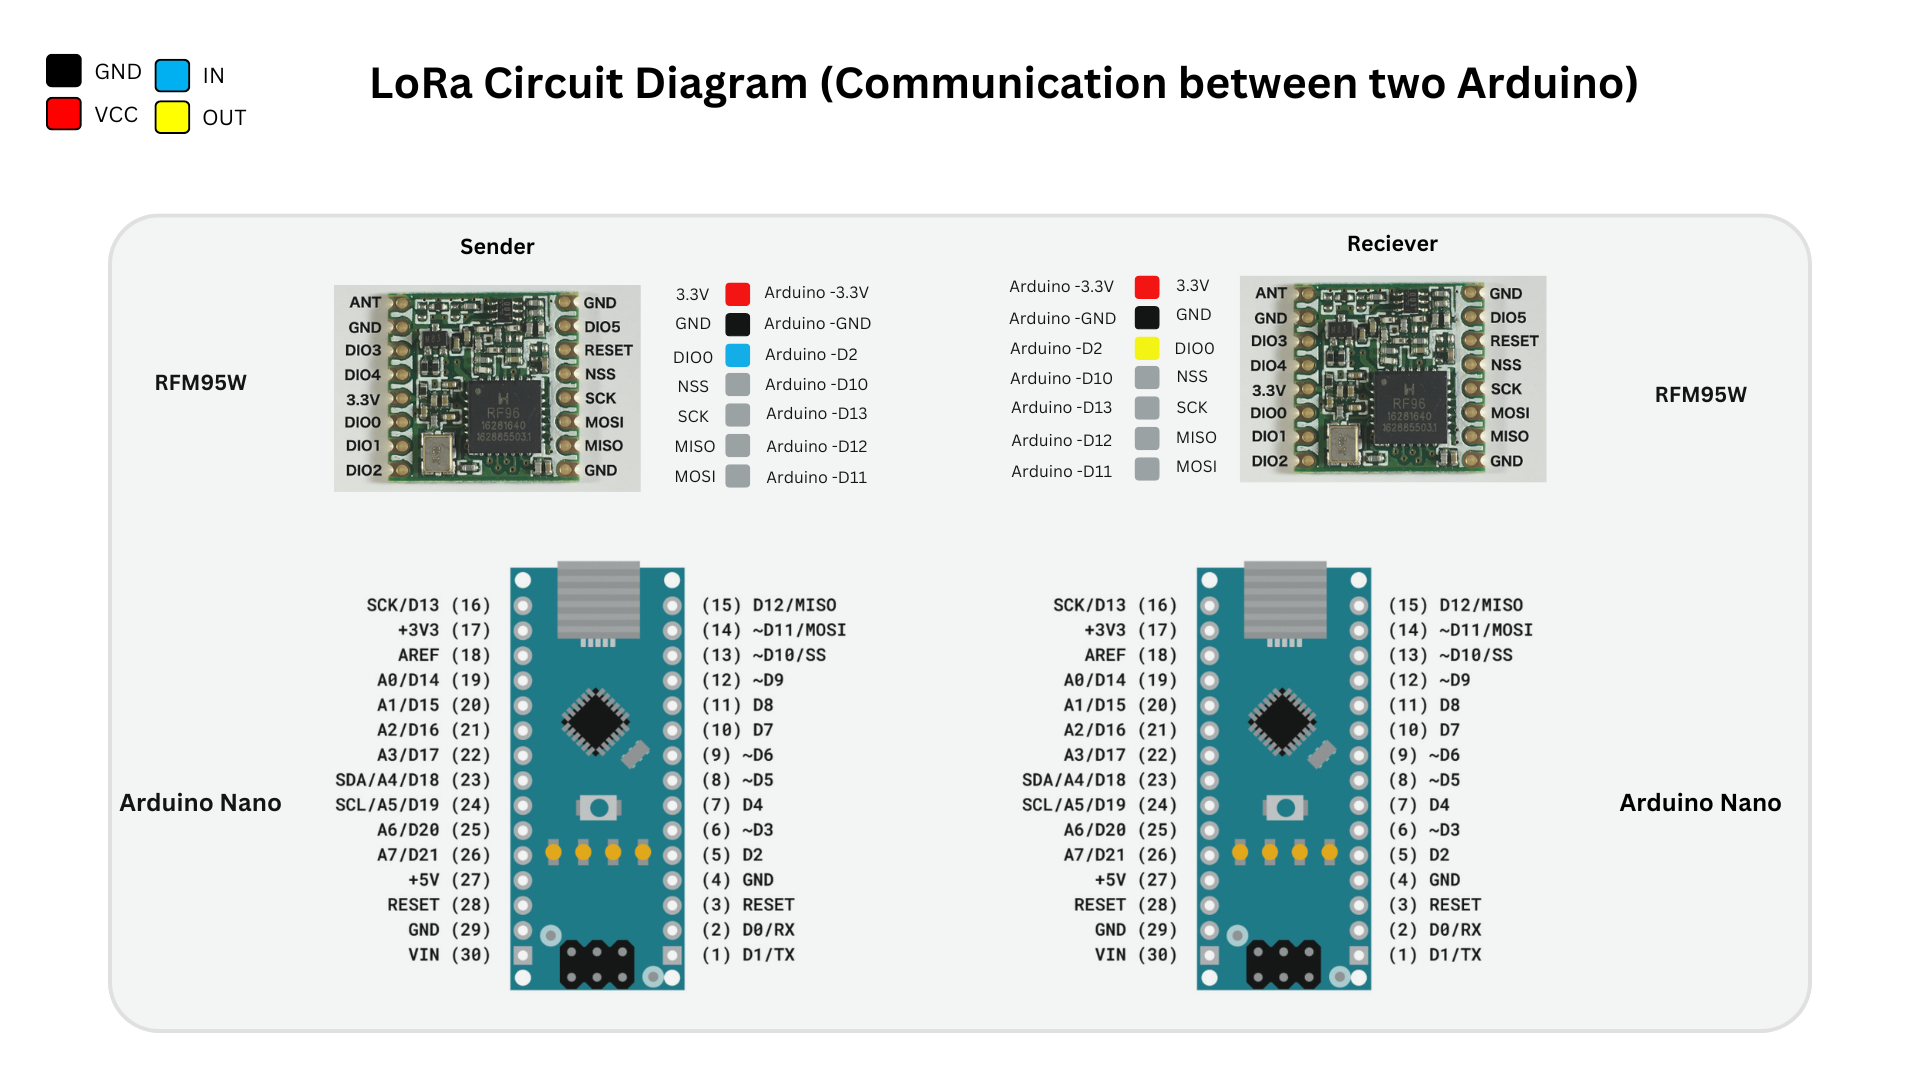 LoRa Circuit Diagram (Communication between two Arduino)
GND
IN
VCC
OUT
Sender
RFM95W
ANT
GND
DIO3
DIO4
3.3V
DIO0
DIO1
DIO2
H
RF96
16281640
162885503.1
GND
DIO5
RESET
NSS
SCK
MOSI
MISO
GND
3.3V Arduino -3.3V
GND Arduino -GND
DIO0 Arduino -D2
NSS Arduino -D10
SCK Arduino -D13
MISO Arduino -D12
MOSI Arduino -D11
Reciever
Arduino -3.3V 3.3V
Arduino -GND GND
Arduino -D2 DIO0
Arduino -D10 NSS
Arduino -D13 SCK
Arduino -D12 MISO
Arduino -D11 MOSI
ANT
GND
DIO3
DIO4
3.3V
DIO0
DIO1
DIO2
H
RF96
16281640
162885503.1
GND
DIO5
RESET
NSS
SCK
MOSI
MISO
GND
RFM95W
Arduino Nano
SCK/D13 (16)
+3V3 (17)
AREF (18)
A0/D14 (19)
A1/D15 (20)
A2/D16 (21)
A3/D17 (22)
SDA/A4/D18 (23)
SCL/A5/D19 (24)
A6/D20 (25)
A7/D21 (26)
+5V (27)
RESET (28)
GND (29)
VIN (30)
(15) D12/MISO
(14) ~D11/MOSI
(13) ~D10/SS
(12) ~D9
(11) D8
(10) D7
(9) ~D6
(8) ~D5
(7) D4
(6) ~D3
(5) D2
(4) GND
(3) RESET
(2) D0/RX
(1) D1/TX
SCK/D13 (16)
+3V3 (17)
AREF (18)
A0/D14 (19)
A1/D15 (20)
A2/D16 (21)
A3/D17 (22)
SDA/A4/D18 (23)
SCL/A5/D19 (24)
A6/D20 (25)
A7/D21 (26)
+5V (27)
RESET (28)
GND (29)
VIN (30)
(15) D12/MISO
(14) ~D11/MOSI
(13) ~D10/SS
(12) ~D9
(11) D8
(10) D7
(9) ~D6
(8) ~D5
(7) D4
(6) ~D3
(5) D2
(4) GND
(3) RESET
(2) D0/RX
(1) D1/TX
Arduino Nano